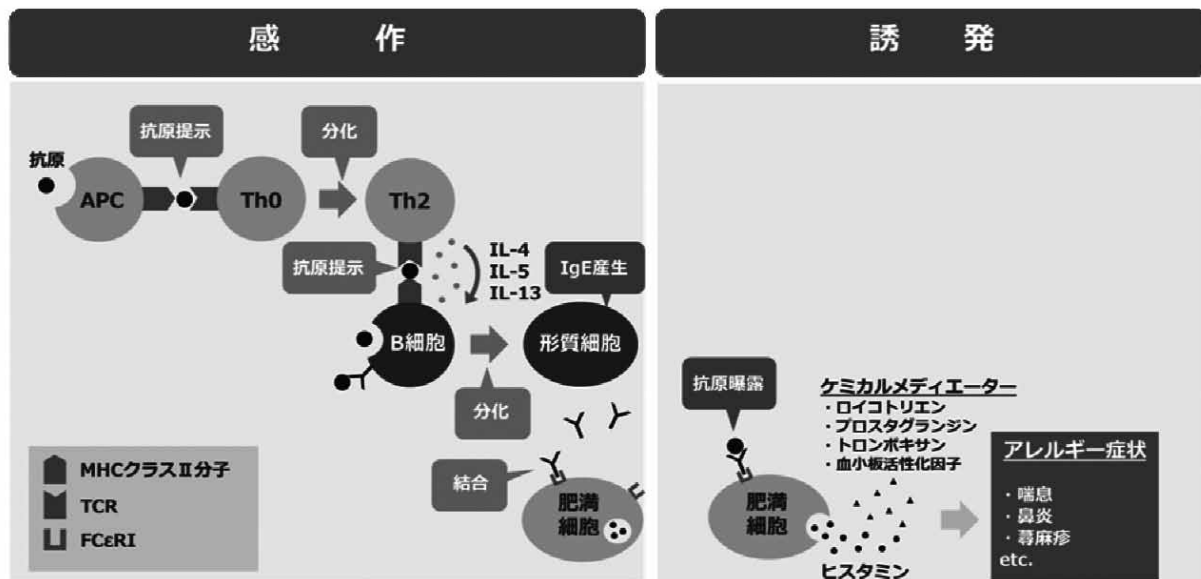 感 作
抗原提示
分化
抗原
APC
Th0
Th2
抗原提示
IL-4
IL-5
IL-13
IgE産生
B細胞
形質細胞
分化
結合
肥満
細胞
MHCクラスⅡ分子
TCR
FCεRI
誘 発
抗原曝露
ケミカルメディエーター
・ロイコトリエン
・プロスタグランジン
・トロンボキサン
・血小板活性化因子
肥満
細胞
ヒスタミン
アレルギー症状
・喘息
・鼻炎
・蕁麻疹
etc.